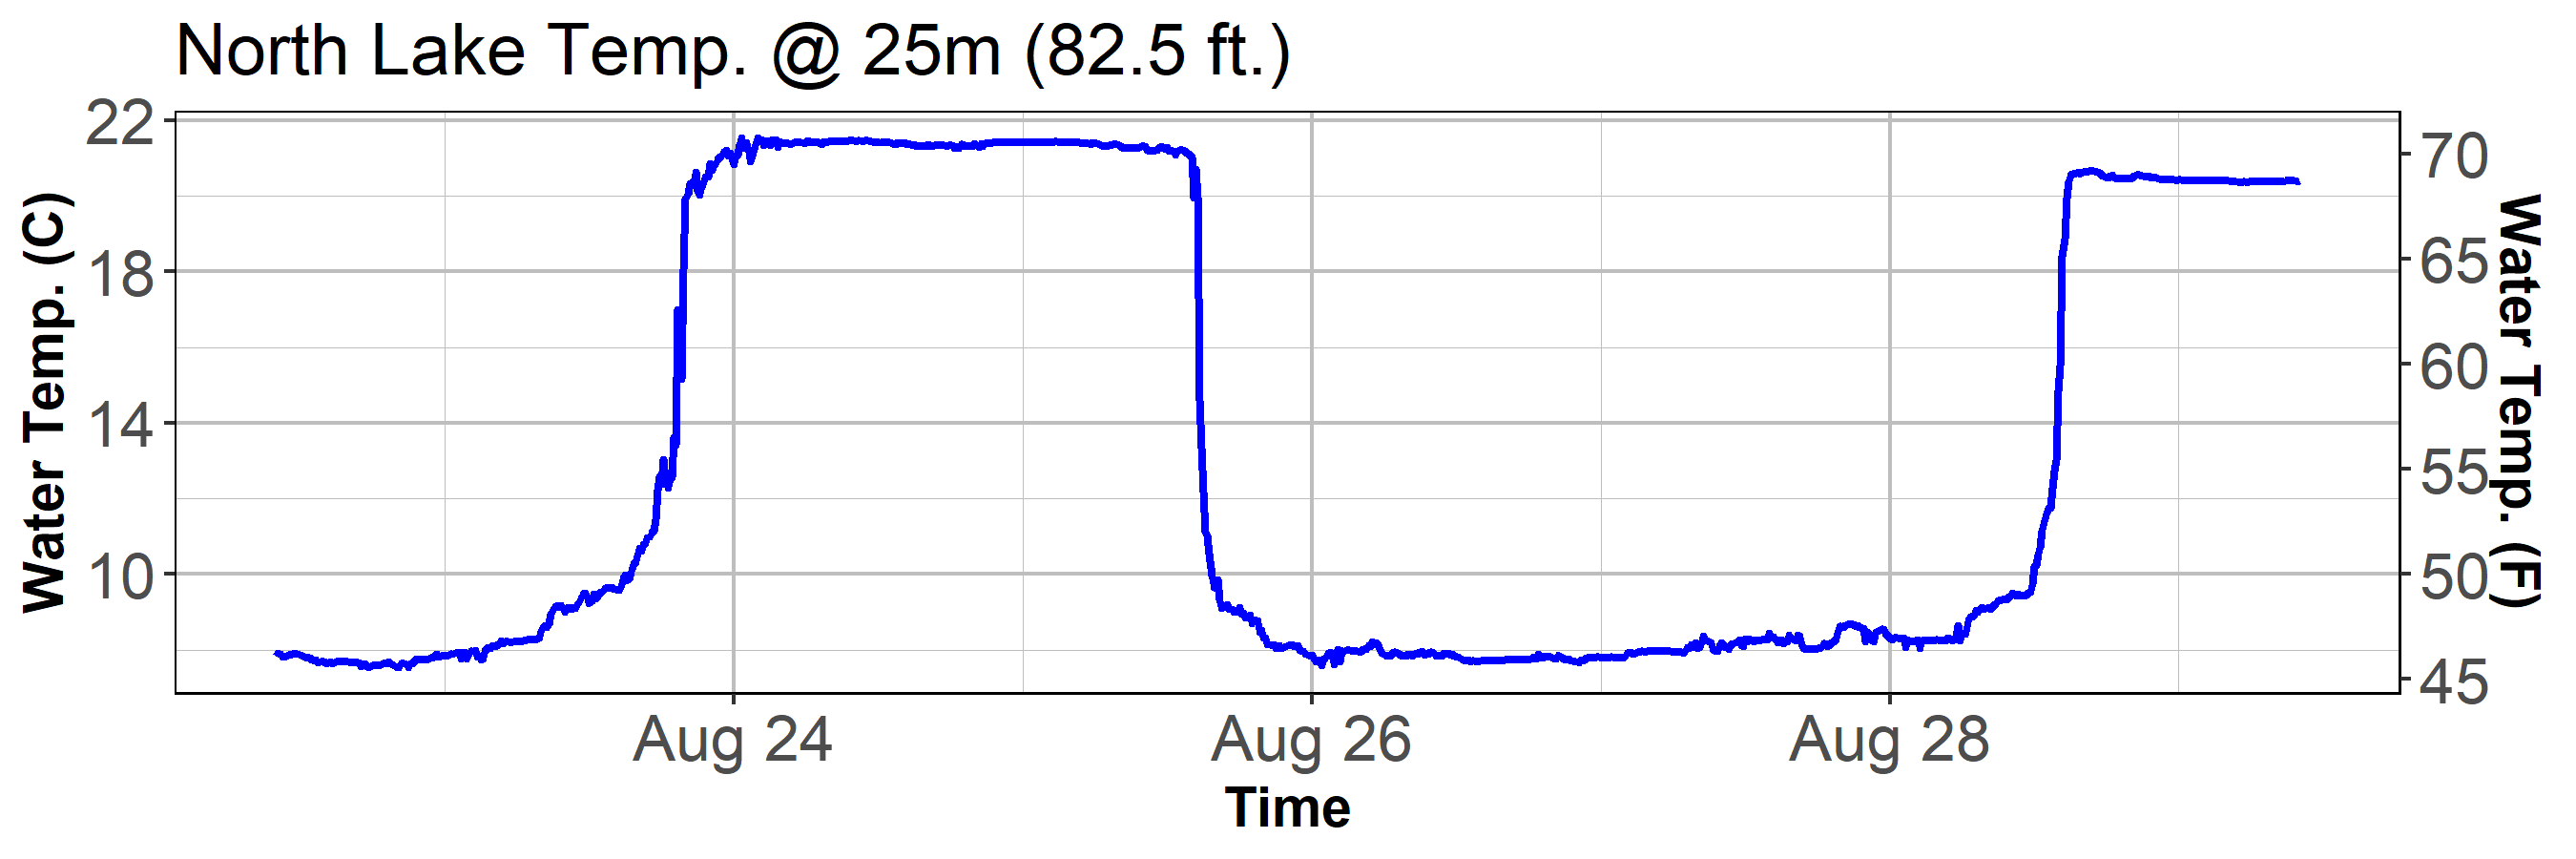 North Lake Temp. @ 25m (82.5 ft.)
Water Temp. (C)
22
18
14
10
70
65
60
55
50
45
Water Temp. (F)
Aug 24 Aug 26 Aug 28
Time